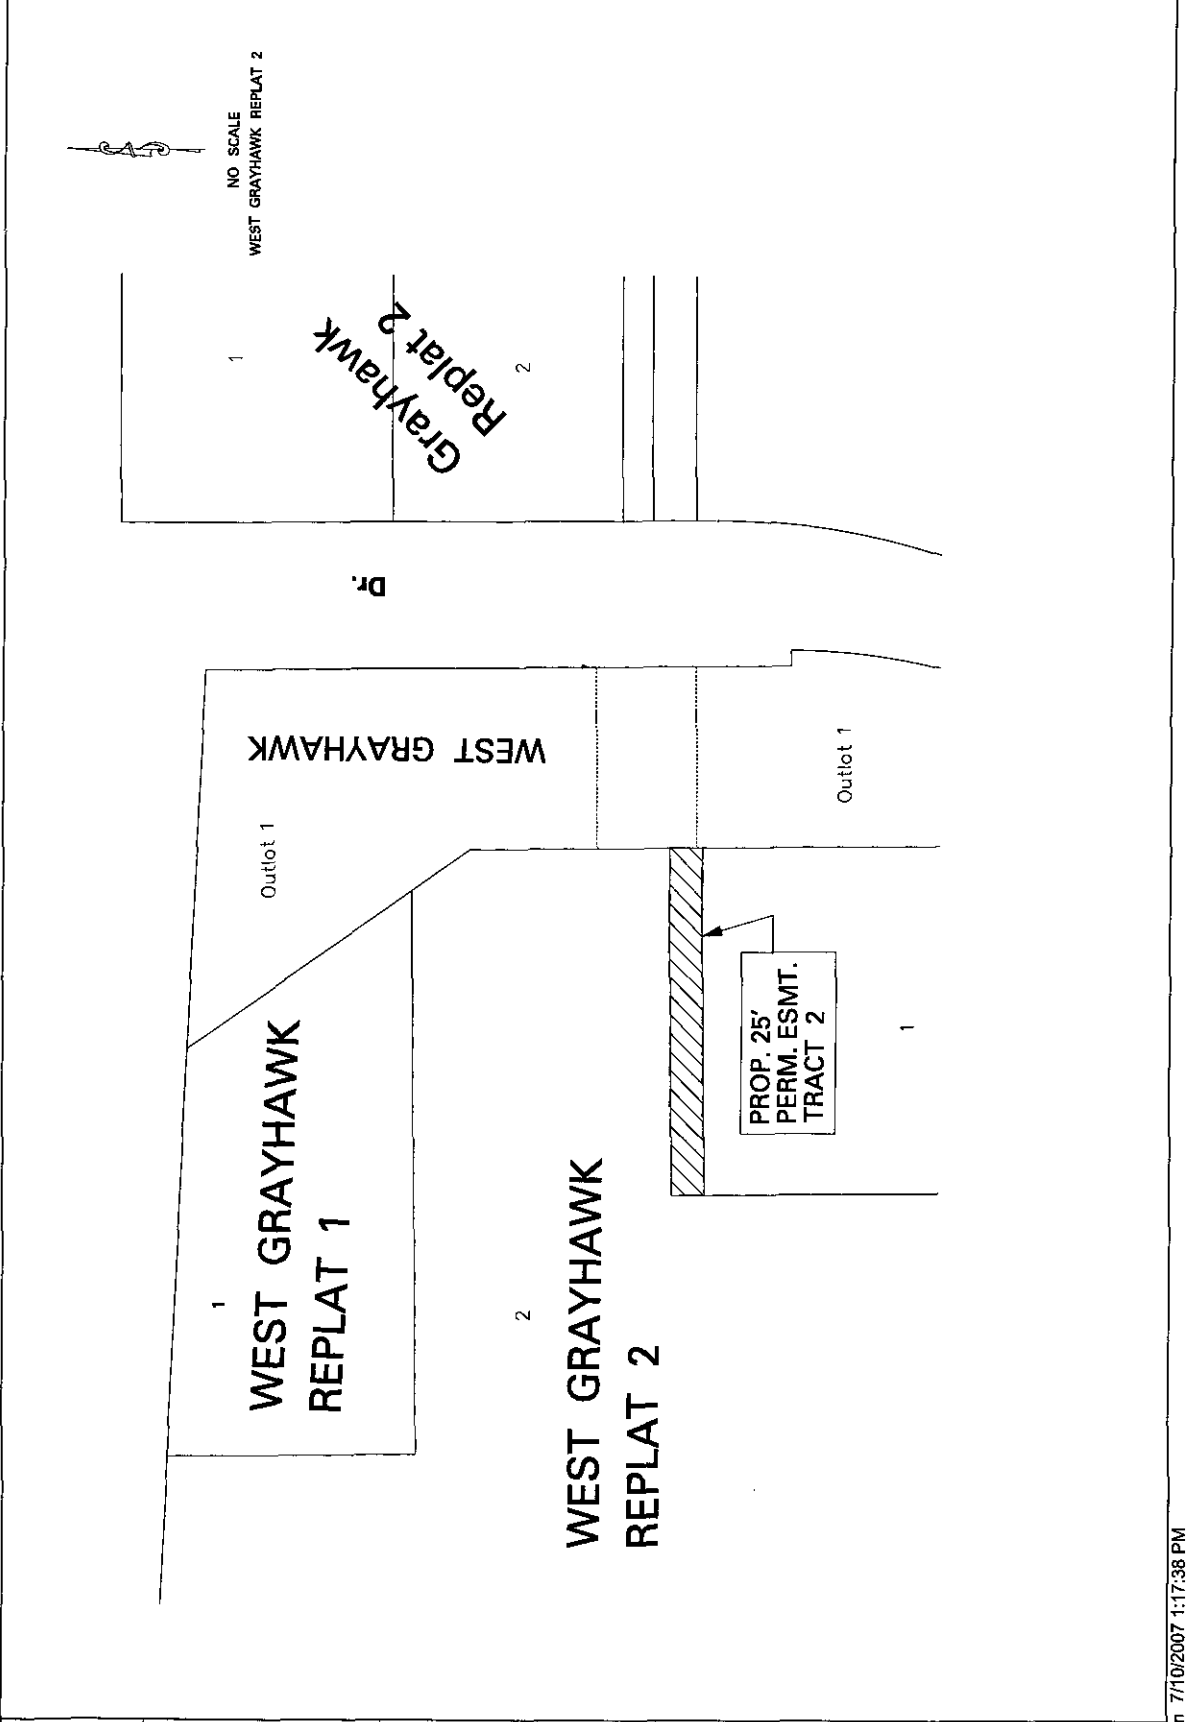 NO SCALE
WEST GRAYHAWK REPLAT 2
1
Grayhawk
Replat 2
2
Dr.
WEST GRAYHAWK
Outlot 1
Outlot 1
1
WEST GRAYHAWK
REPLAT 1
2
WEST GRAYHAWK
REPLAT 2
PROP. 25'
PERM. ESMT.
TRACT 2
1
7/10/2007 1:17:38 PM